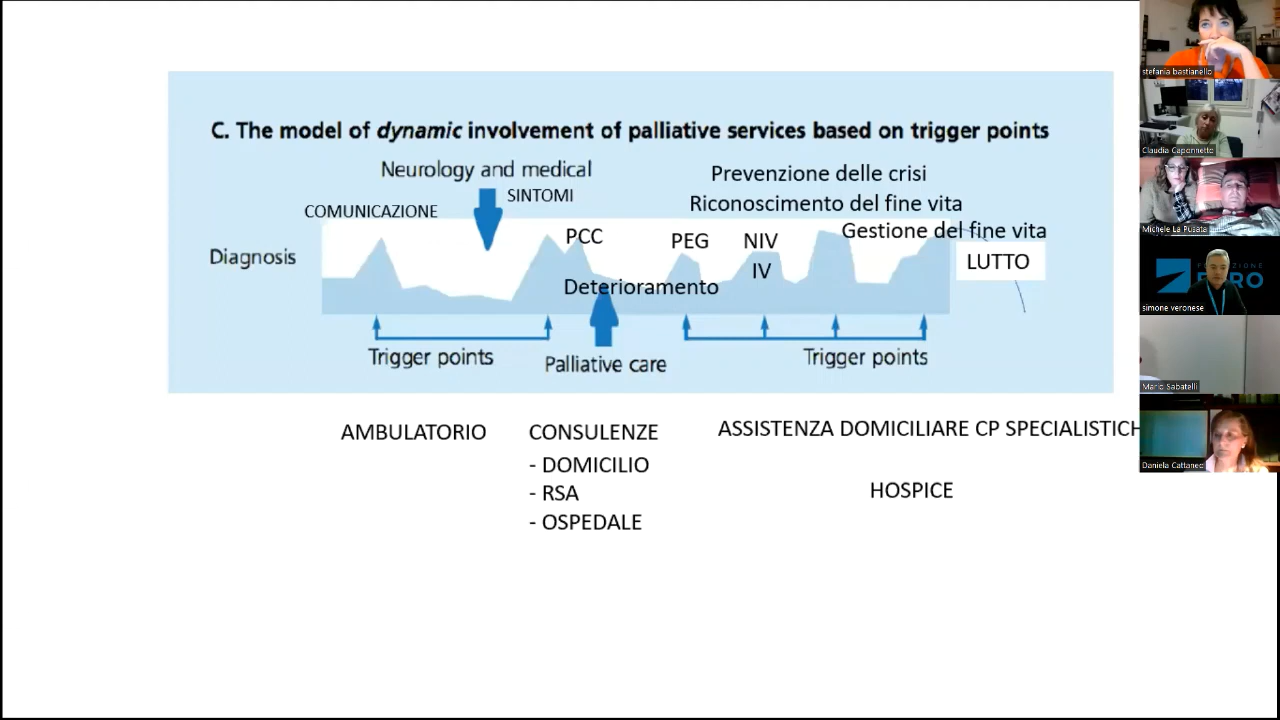 C. The model of dynamic involvement of palliative services based on trigger points
Neurology and medical
SINTOMI
COMUNICAZIONE
Prevenzione delle crisi
Riconoscimento del fine vita
Gestione del fine vita
Diagnosis
PCC
PEG
NIV
IV
LUTTO
Deterioramento
Trigger points
Palliative care
Trigger points
AMBULATORIO
CONSULENZE
- DOMICILIO
- RSA
- OSPEDALE
ASSISTENZA DOMICILIARE CP SPECIALISTICH
HOSPICE
stefania bastianello
Claudia Caponnetto
Michele La Pusata
simone veronese
Mario Sabatelli
Daniela Cattaneo